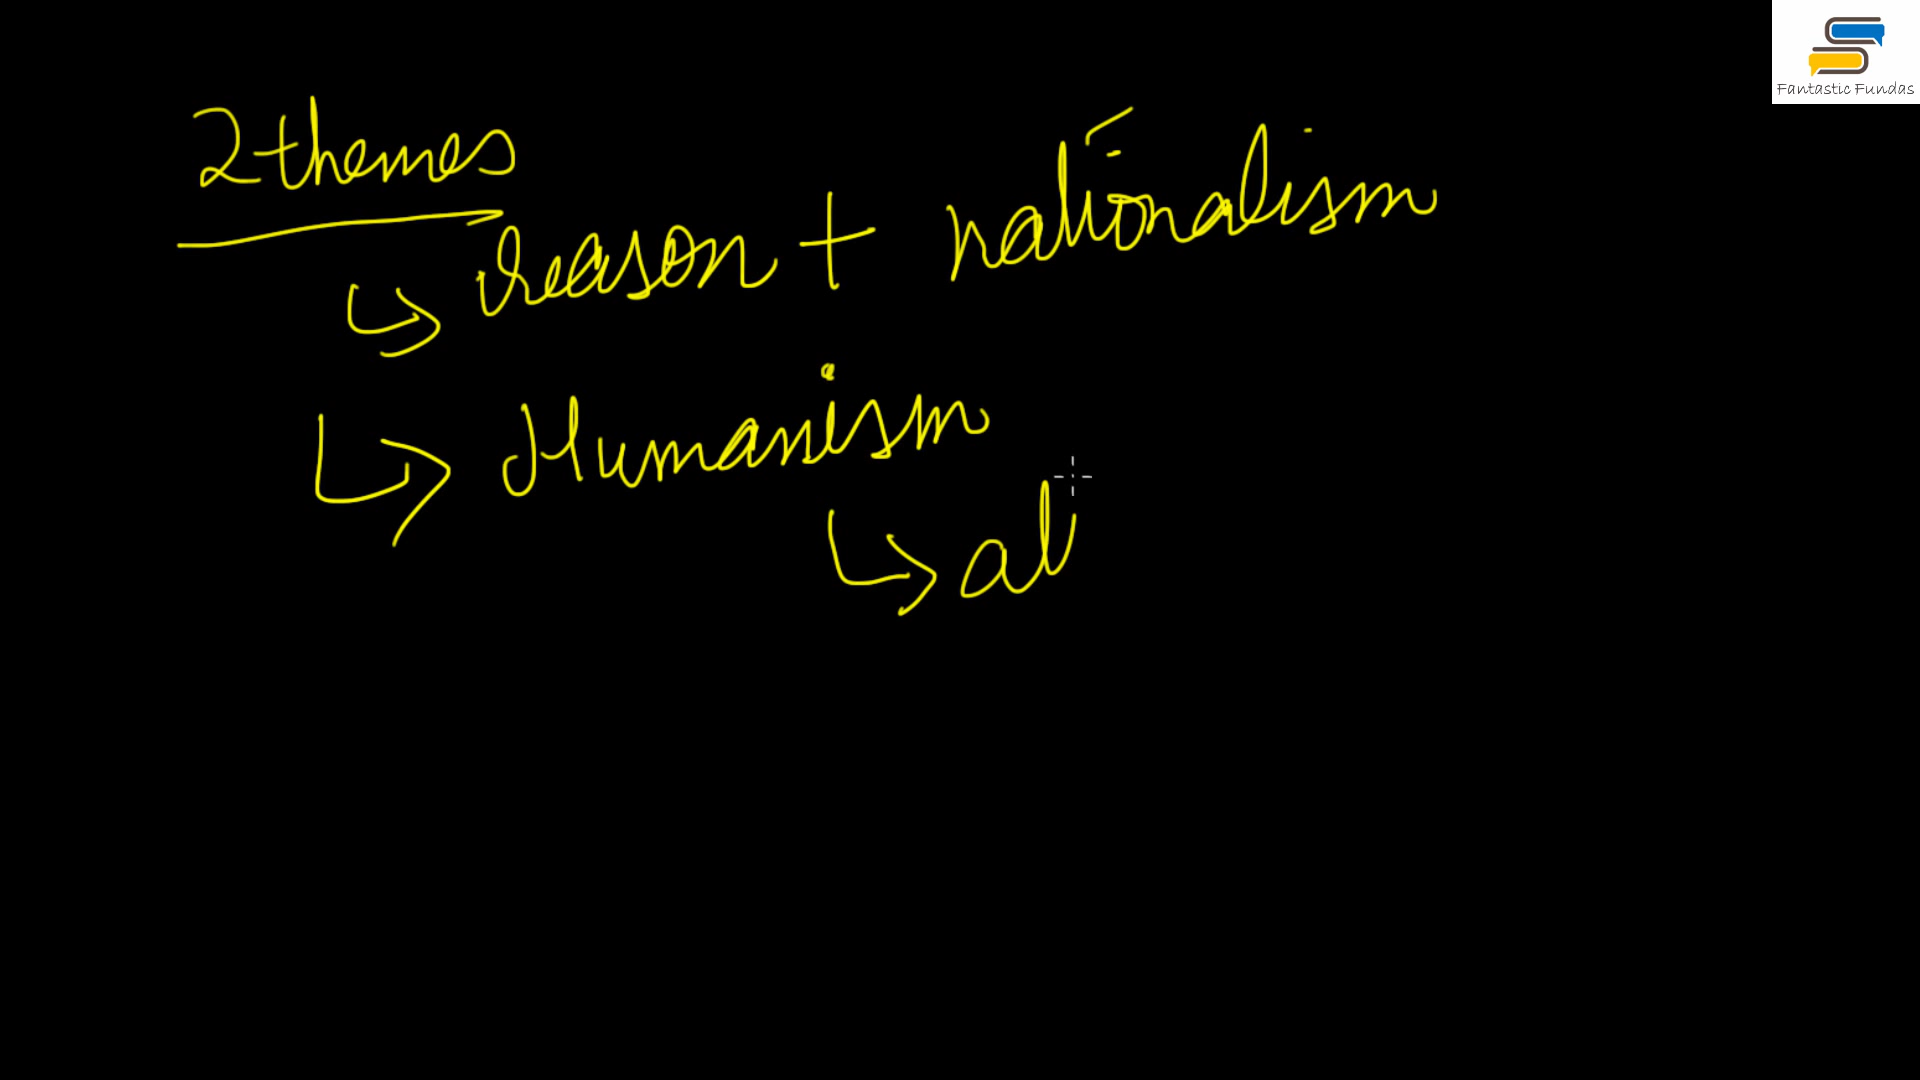 Fantastic Fundas
2 themes
↳ reason + rationalism
↳ Humanism
↳ al